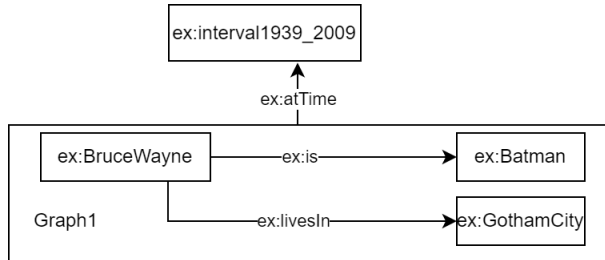 ex:interval1939_2009
ex:atTime
ex:BruceWayne
ex:is
ex:Batman
Graph1
ex:livesIn
ex:GothamCity